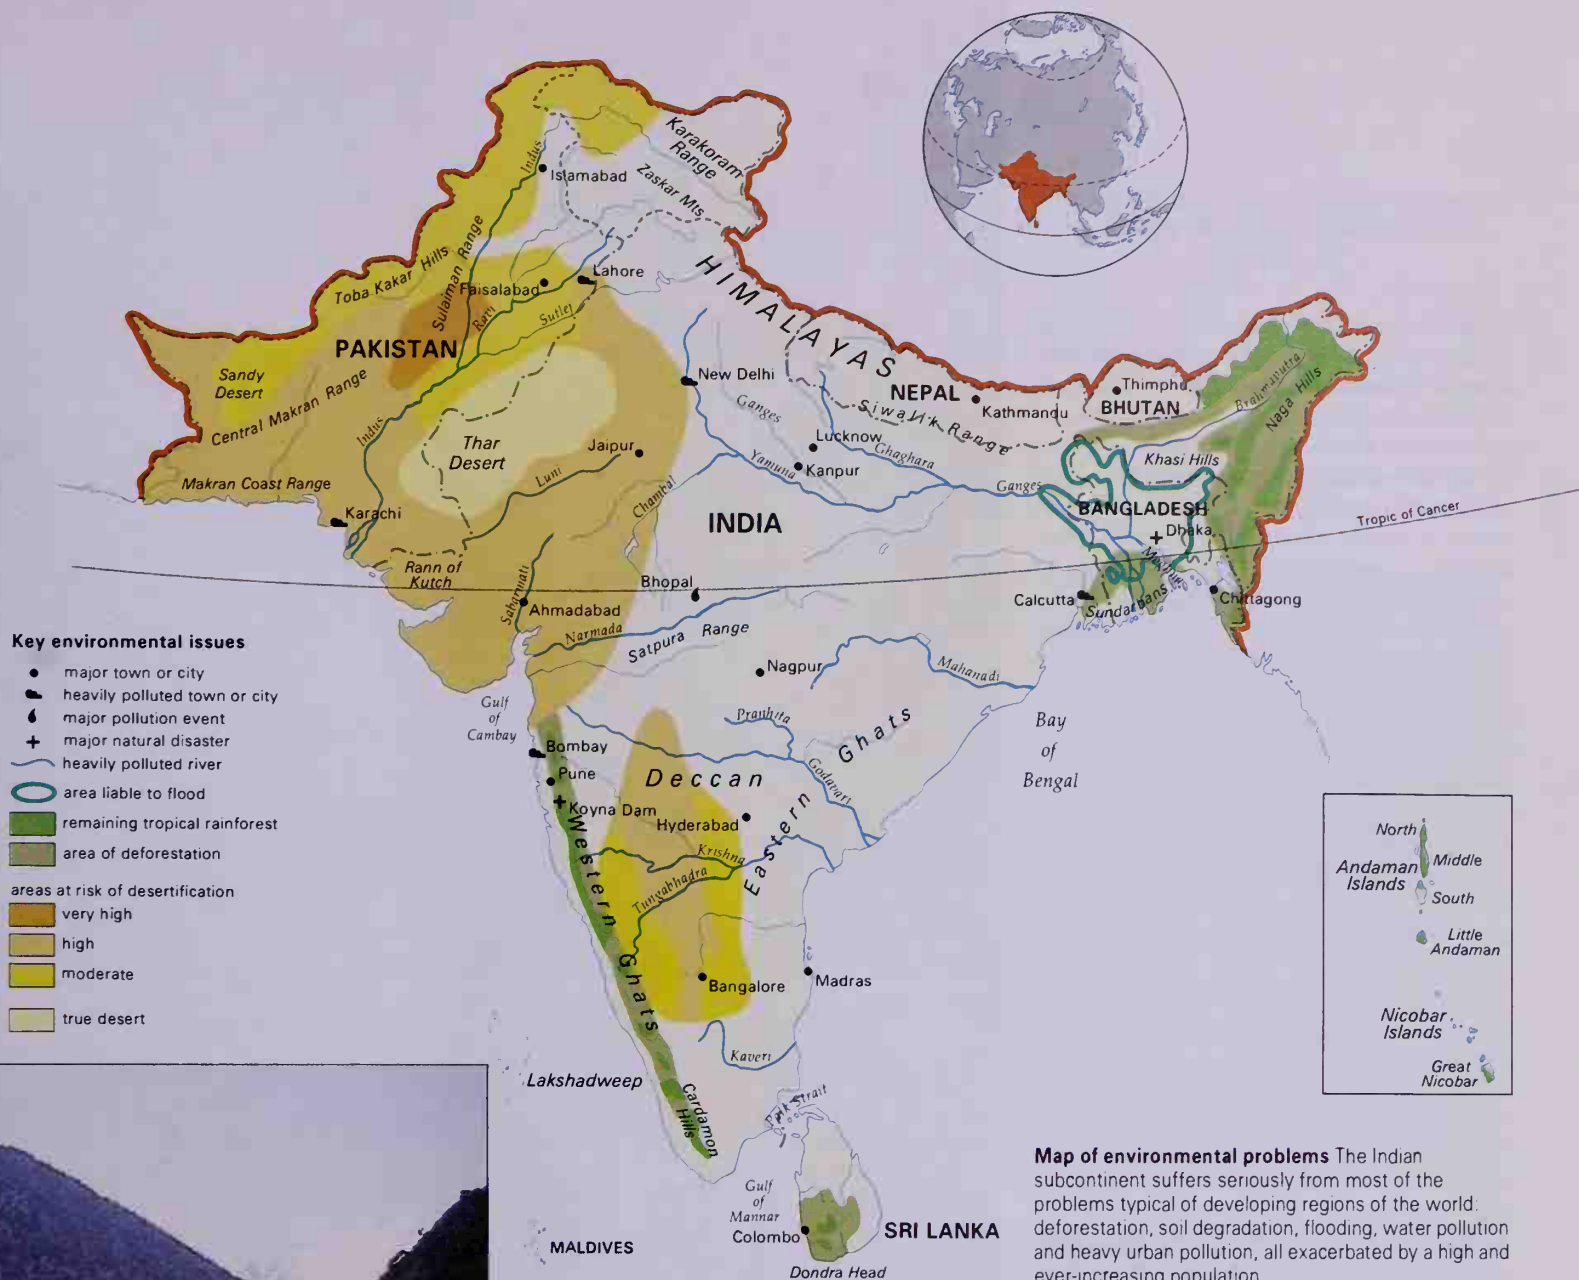 Karakoram
Range
Zaskar Mts
Indus
Islamabad
Toba Kakar Hills
Sulaiman Range
Faisalabad
Lahore
Ravi
Sutlej
PAKISTAN
Sandy
Desert
Central Makran Range
Indus
Thar
Desert
Jaipur
Luni
Makran Coast Range
Karachi
Rann of
Kutch
HIMALAYAS
New Delhi
Ganges
NEPAL
Kathmandu
Siwalik Range
Thimphu
BHUTAN
Brahmaputra
Naga Hills
Lucknow
Kanpur
Ghaghara
Yamuna
Chambal
Ganges
Khasi Hills
BANGLADESH
Dhaka
Meghna
Tropic of Cancer
INDIA
Bhopal
Sabarmati
Ahmadabad
Narmada
Satpura Range
Calcutta
Sundarbans
Chittagong
Nagpur
Mahanadi
Gulf
of
Cambay
Pranhita
Eastern Ghats
Bay
of
Bengal
Bombay
Pune
Koyna Dam
Deccan
Godavari
Hyderabad
Krishna
Tungabhadra
Western Ghats
Bangalore
Madras
Kaveri
Lakshadweep
Cardamon
Hills
Palk Strait
Gulf
of
Mannar
Colombo
SRI LANKA
MALDIVES
Dondra Head
Key environmental issues
major town or city
heavily polluted town or city
major pollution event
major natural disaster
heavily polluted river
area liable to flood
remaining tropical rainforest
area of deforestation
areas at risk of desertification
very high
high
moderate
true desert
North
Andaman
Islands
Middle
South
Little
Andaman
Nicobar
Islands
Great
Nicobar
Map of environmental problems The Indian
subcontinent suffers seriously from most of the
problems typical of developing regions of the world:
deforestation, soil degradation, flooding, water pollution
and heavy urban pollution, all exacerbated by a high and
ever-increasing population